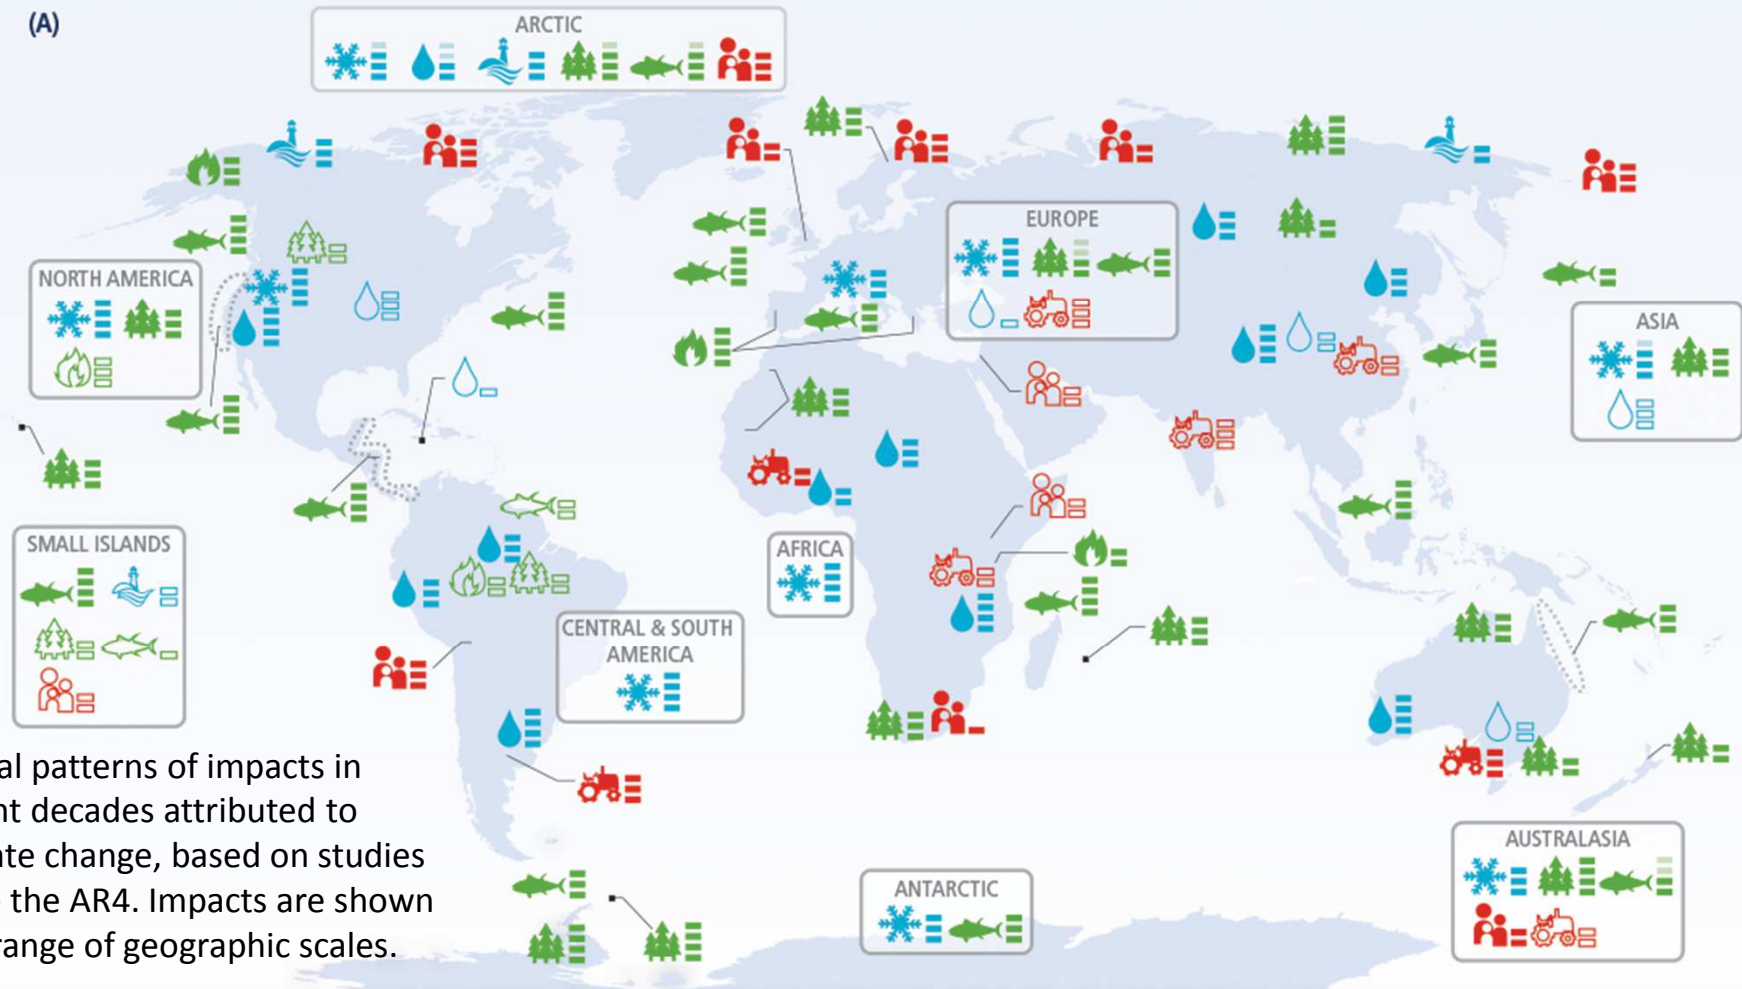 (A)
ARCTIC
EUROPE
NORTH AMERICA
ASIA
SMALL ISLANDS
AFRICA
CENTRAL & SOUTH
AMERICA
al patterns of impacts in
nt decades attributed to
ate change, based on studies
the AR4. Impacts are shown
range of geographic scales.
AUSTRALASIA
ANTARCTIC